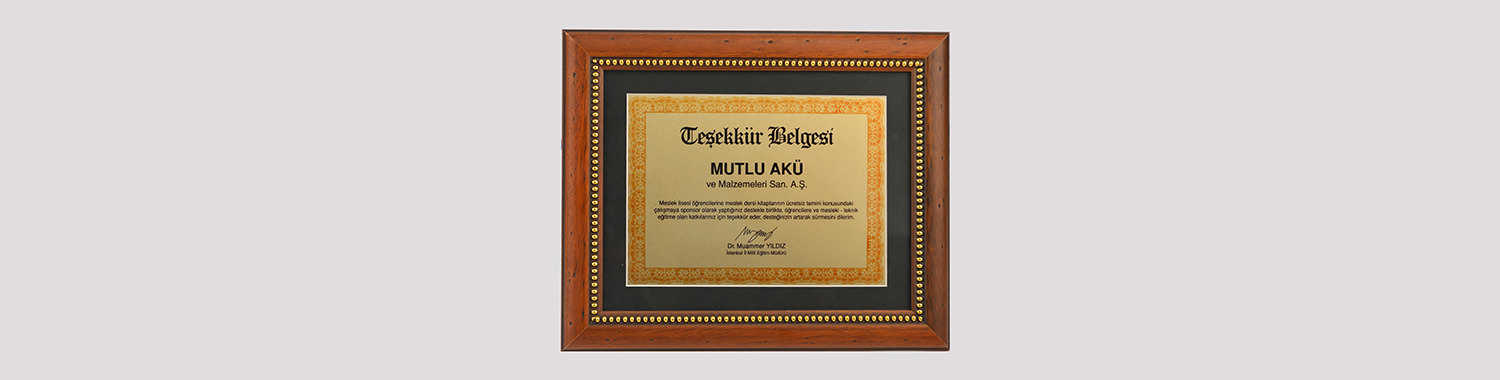 Teşekkür Belgesi
MUTLU AKÜ
ve Malzemeleri San. A.Ş.
Meslek lisesi öğrencilerine meslek dersi kitaplarının ücretsiz temini konusundaki
çalışmaya sponsor olarak yaptığınız destekle birlikte, öğrencilere ve mesleki - teknik
eğitime olan katkılarınız için teşekkür eder, desteğinizin artarak sürmesini dilerim.
Dr. Muammer YILDIZ
İstanbul İl Milli Eğitim Müdürü